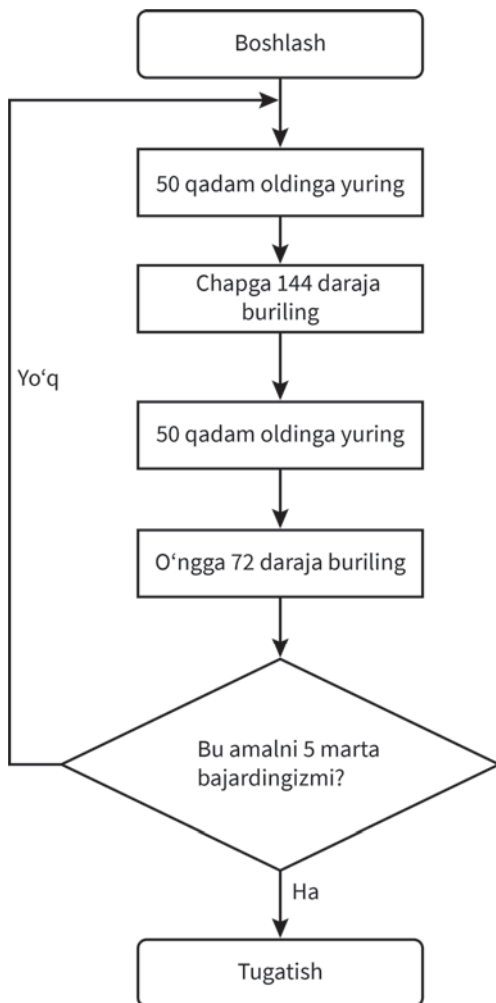 Boshlash
50 qadam oldinga yuring
Chapga 144 daraja
buriling
Yo‘q
50 qadam oldinga yuring
O‘ngga 72 daraja buriling
Bu amalni 5 marta
bajardingizmi?
Ha
Tugatish